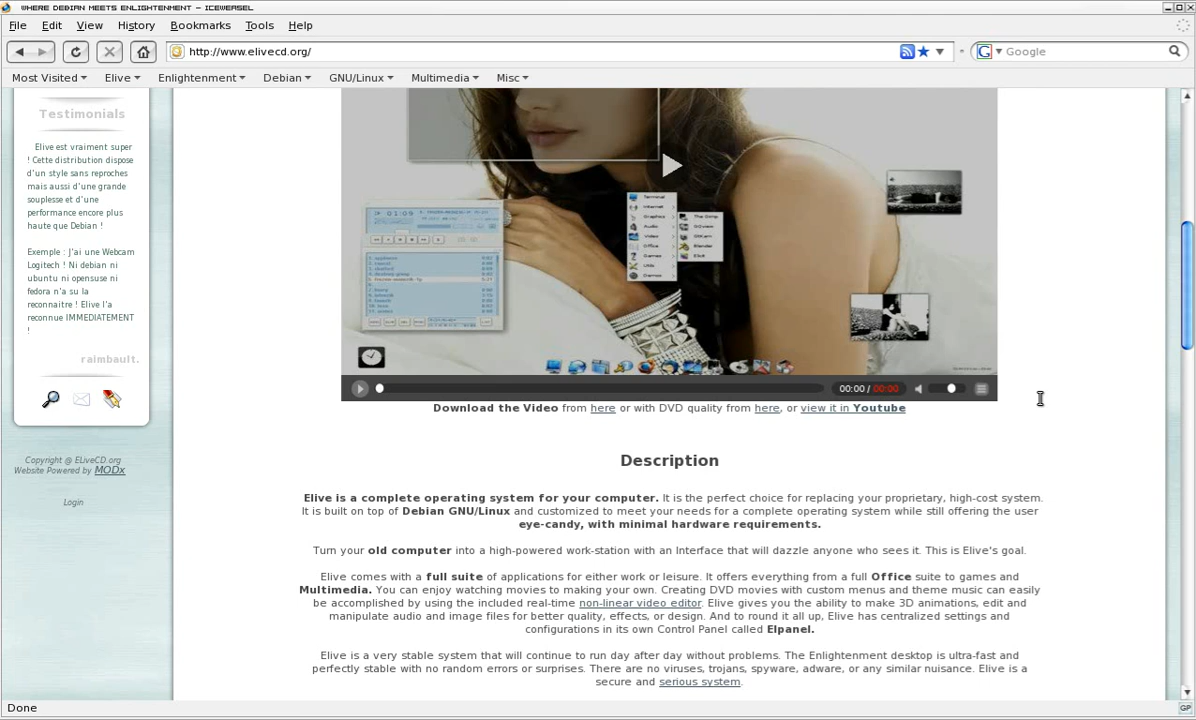 WHERE DEBIAN MEETS ENLIGHTENMENT - ICEWEASEL
File Edit View History Bookmarks Tools Help
http://www.elivecd.org/
Google
Most Visited Elive Enlightenment Debian GNU/Linux Multimedia Misc
Testimonials
Elive est vraiment super
! Cette distribution dispose
d'un style sans reproches
mais aussi d'une grande
souplesse et d'une
performance encore plus
haute que Debian !
Exemple : J'ai une Webcam
Logitech ! Ni debian ni
ubuntu ni opensuse ni
fedora n'a su la
reconnaitre ! Elive l'a
reconnue IMMEDIATEMENT
!
raimbault.
Copyright @ ELiveCD.org
Website Powered by MODx
Login
01:09
Terminal
Internet
Graphics
Audio
Video
Office
Games
Utils
The Gimp
Blender
00:00 / 00:00
Download the Video from here or with DVD quality from here, or view it in Youtube
Description
Elive is a complete operating system for your computer. It is the perfect choice for replacing your proprietary, high-cost system.
It is built on top of Debian GNU/Linux and customized to meet your needs for a complete operating system while still offering the user
eye-candy, with minimal hardware requirements.
Turn your old computer into a high-powered work-station with an Interface that will dazzle anyone who sees it. This is Elive's goal.
Elive comes with a full suite of applications for either work or leisure. It offers everything from a full Office suite to games and
Multimedia. You can enjoy watching movies to making your own. Creating DVD movies with custom menus and theme music can easily
be accomplished by using the included real-time non-linear video editor. Elive gives you the ability to make 3D animations, edit and
manipulate audio and image files for better quality, effects, or design. And to round it all up, Elive has centralized settings and
configurations in its own Control Panel called Elpanel.
Elive is a very stable system that will continue to run day after day without problems. The Enlightenment desktop is ultra-fast and
perfectly stable with no random errors or surprises. There are no viruses, trojans, spyware, adware, or any similar nuisance. Elive is a
secure and serious system.
Done
GP